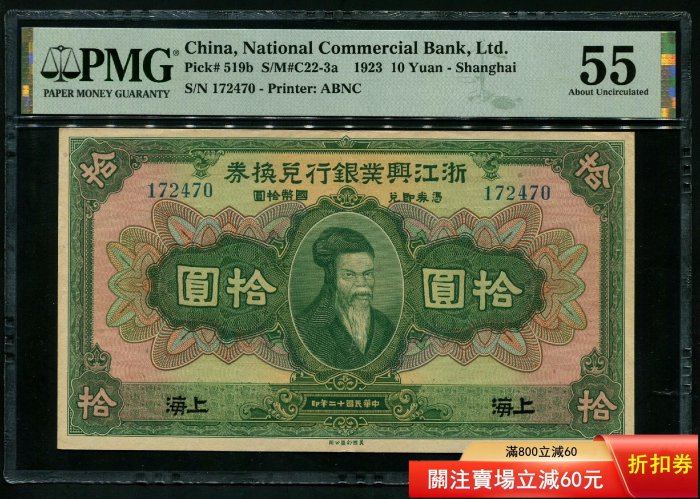 PMG
PAPER MONEY GUARANTY
China, National Commercial Bank, Ltd.
Pick# 519b S/M#C22-3a 1923 10 Yuan - Shanghai
S/N 172470 - Printer: ABNC
55
About Uncirculated
拾
拾
浙江興業銀行兌換券
172470
172470
憑券即兌
國幣拾圓
拾圓
拾圓
拾
拾
上海
上海
中華民國十二年印
滿800立減60
關注賣場立減60元
折扣券